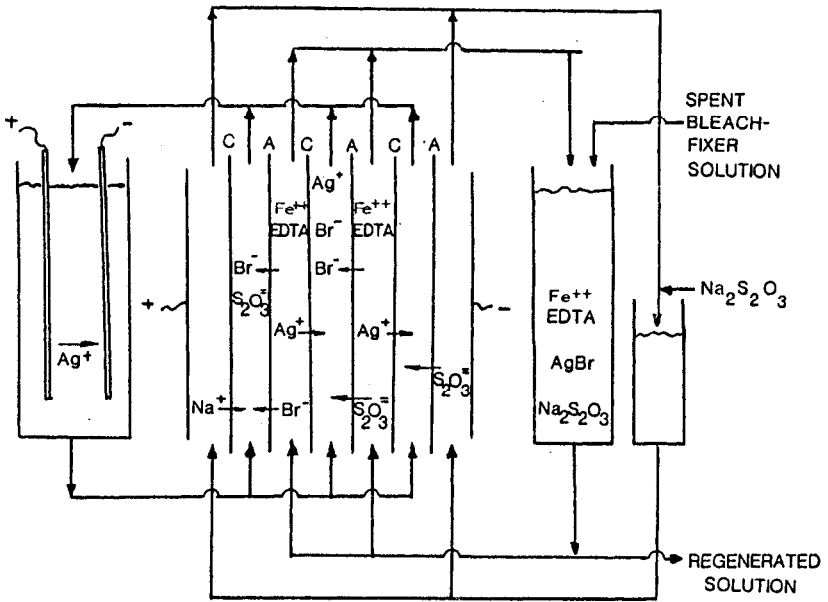 SPENT
BLEACH-
FIXER
SOLUTION
+ -
C A C A C A
Ag⁺
Fe⁺⁺ Fe⁺⁺
EDTA Br⁻ EDTA
Br⁻ Br⁻
S₂O₃⁼
+ -
Na₂S₂O₃
Fe⁺⁺
EDTA
Ag⁺ Ag⁺ Ag⁺
AgBr
S₂O₃⁼
Na⁺ Br⁻ S₂O₃⁼
Na₂S₂O₃
REGENERATED
SOLUTION